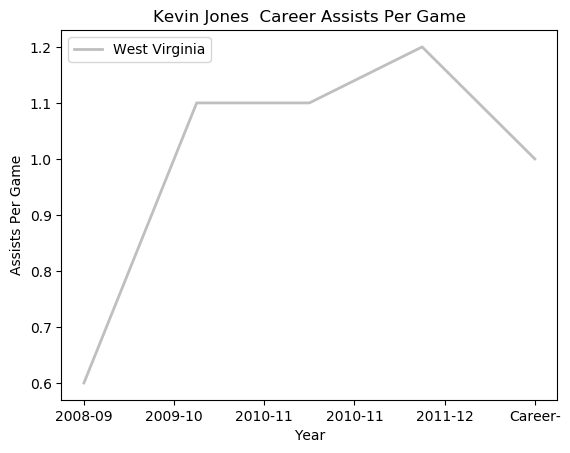 Kevin Jones  Career Assists Per Game
West Virginia
1.2
1.1
1.0
0.9
0.8
0.7
0.6
Assists Per Game
2008-09 2009-10 2010-11 2010-11 2011-12 Career-
Year